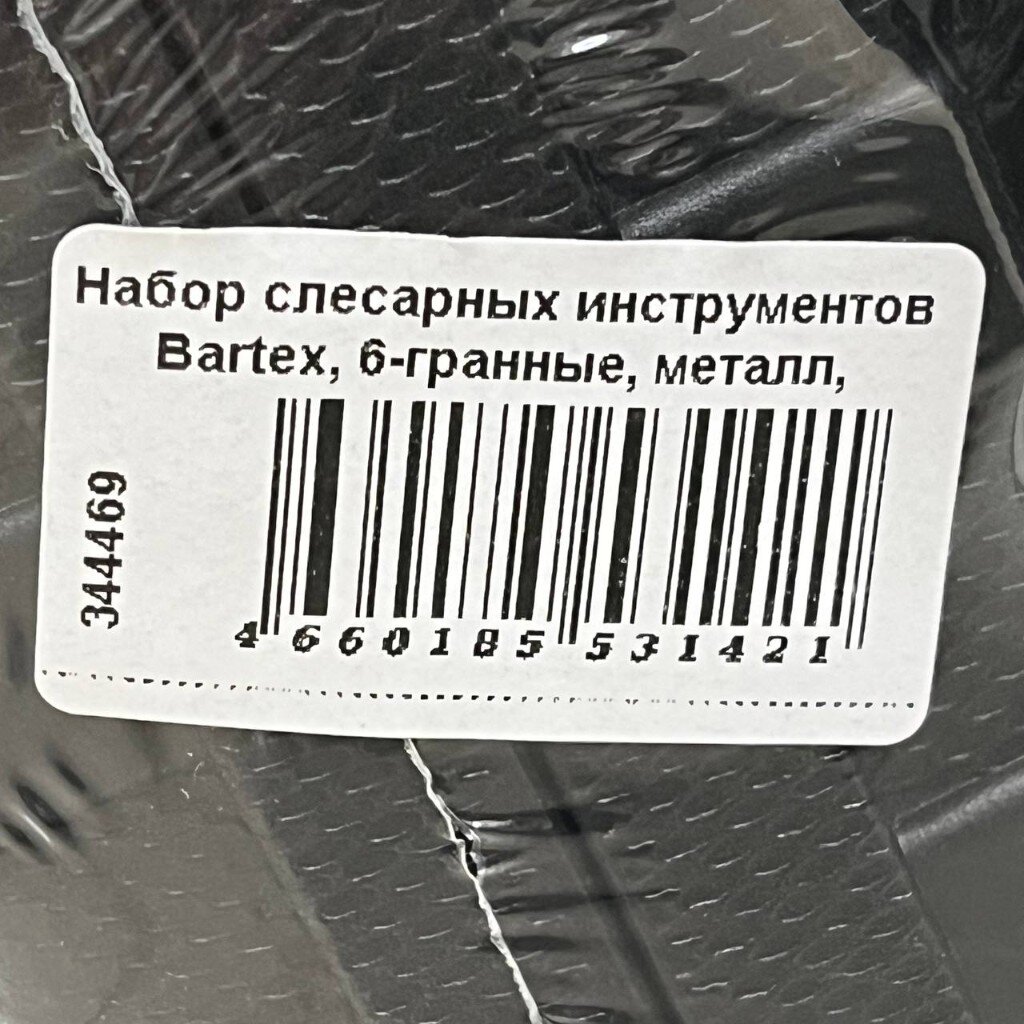 Набор слесарных инструментов
Bartex, 6-гранные, металл,
344469
4 660185 531421